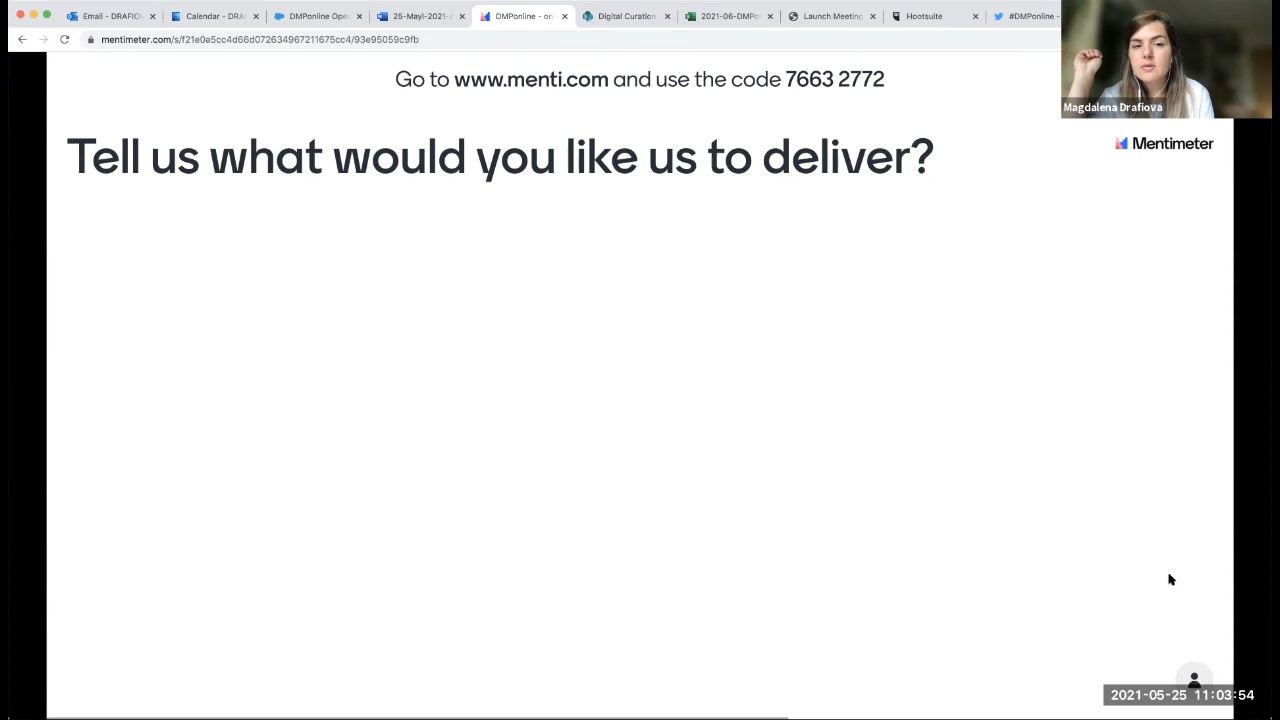 Email - DRAFIO
Calendar - DRA
DMPonline Ope
25-Mayl-2021-
DMPonline - on
Digital Curation
2021-06-DMPo
Launch Meeting
Hootsuite
#DMPonline -
mentimeter.com/s/f21e0a5cc4d66d072634967211675cc4/93e95059c9fb
Go to www.menti.com and use the code 7663 2772
Magdalena Drafiova
Tell us what would you like us to deliver?
Mentimeter
2021-05-25 11:03:54